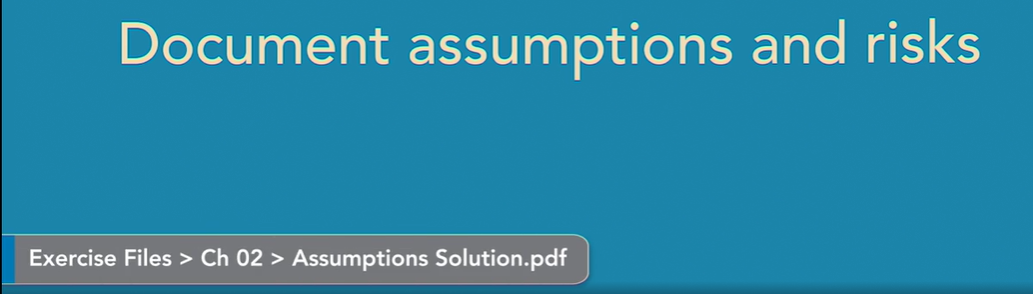 Document assumptions and risks
Exercise Files > Ch 02 > Assumptions Solution.pdf